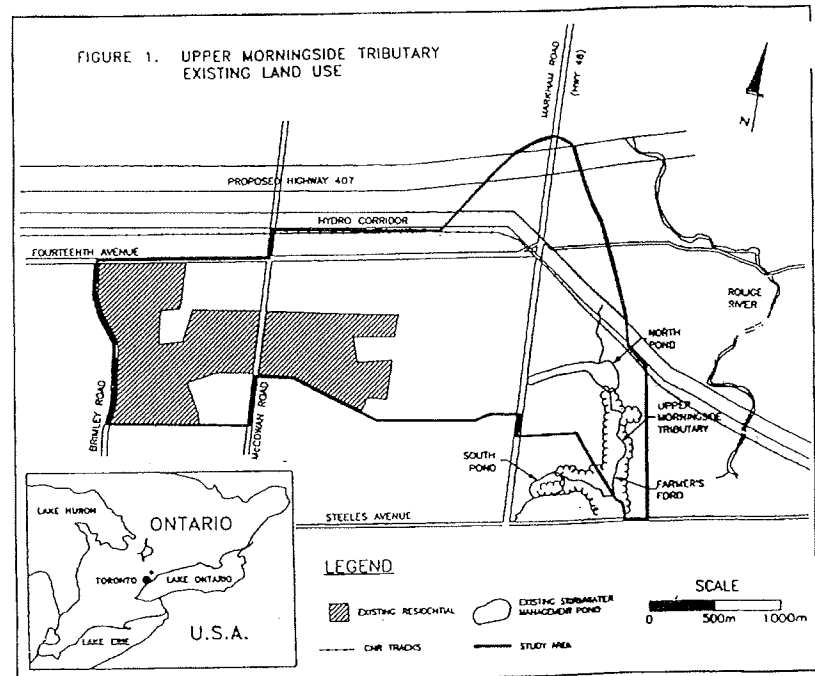 FIGURE 1. UPPER MORNINGSIDE TRIBUTARY
EXISTING LAND USE
MARKHAM ROAD
(HWY 48)
N
PROPOSED HIGHWAY 407
HYDRO CORRIDOR
FOURTEENTH AVENUE
ROUGE
RIVER
NORTH
POND
UPPER
MORNINGSIDE
TRIBUTARY
BRIMLEY ROAD
McCOWAN ROAD
SOUTH
POND
FARMER'S
FORD
STEELES AVENUE
LAKE HURON
ONTARIO
TORONTO
LAKE ONTARIO
U.S.A.
LAKE ERIE
LEGEND
EXISTING RESIDENTIAL
EXISTING STORMWATER
MANAGEMENT POND
CNR TRACKS
STUDY AREA
SCALE
0 500m 1000m